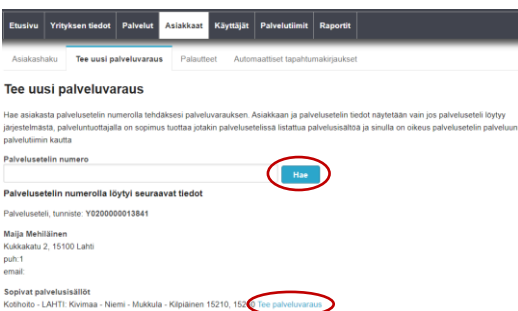 Etusivu Yrityksen tiedot Palvelut Asiakkaat Käyttäjät Palvelutiimit Raportit
Asiakashaku Tee uusi palveluvaraus Palautteet Automaattiset tapahtumakirjaukset
Tee uusi palveluvaraus
Hae asiakasta palvelusetelin numerolla tehdäksesi palveluvarauksen. Asiakkaan ja palvelusetelin tiedot näytetään vain jos palveluseteli löytyy
järjestelmästä, palveluntuottajalla on sopimus tuottaa jotakin palvelusetelissä listattua palvelusisältöä ja sinulla on oikeus palvelusetelin palveluun
palvelutiimin kautta
Palvelusetelin numero
Hae
Palvelusetelin numerolla löytyi seuraavat tiedot
Palveluseteli, tunniste: Y0200000013841
Maija Mehiläinen
Kukkakatu 2, 15100 Lahti
puh:1
email:
Sopivat palvelusisällöt
Kotihoito - LAHTI: Kivimaa - Niemi - Mukkula - Kilpiäinen 15210, Tee palveluvaraus